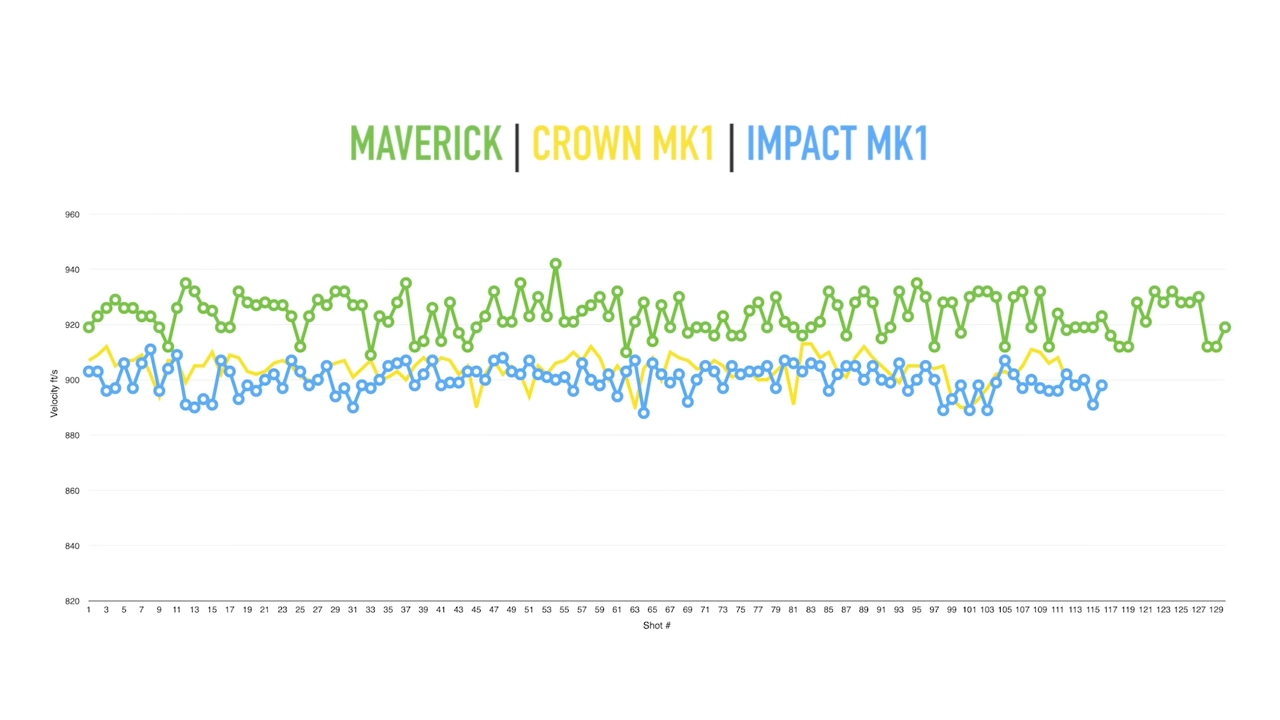 MAVERICK | CROWN MK1 | IMPACT MK1
960
940
920
900
880
860
840
820
Velocity ft/s
1 3 5 7 9 11 13 15 17 19 21 23 25 27 29 31 33 35 37 39 41 43 45 47 49 51 53 55 57 59 61 63 65 67 69 71 73 75 77 79 81 83 85 87 89 91 93 95 97 99 101 103 105 107 109 111 113 115 117 119 121 123 125 127 129
Shot #